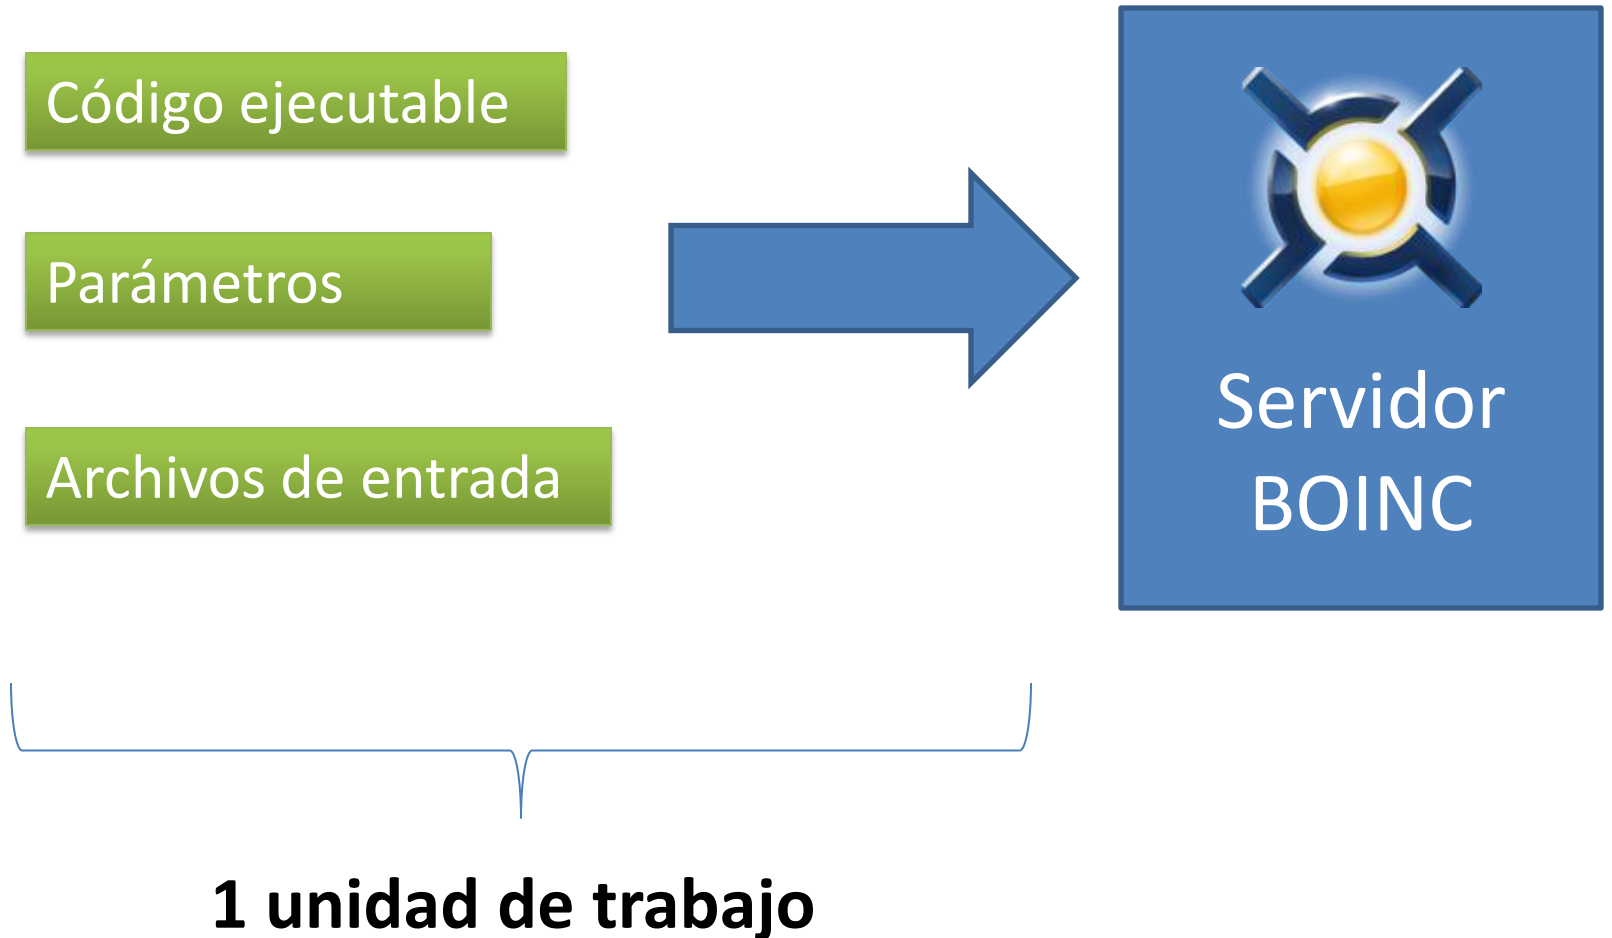 Código ejecutable
Parámetros
Archivos de entrada
Servidor
BOINC
1 unidad de trabajo